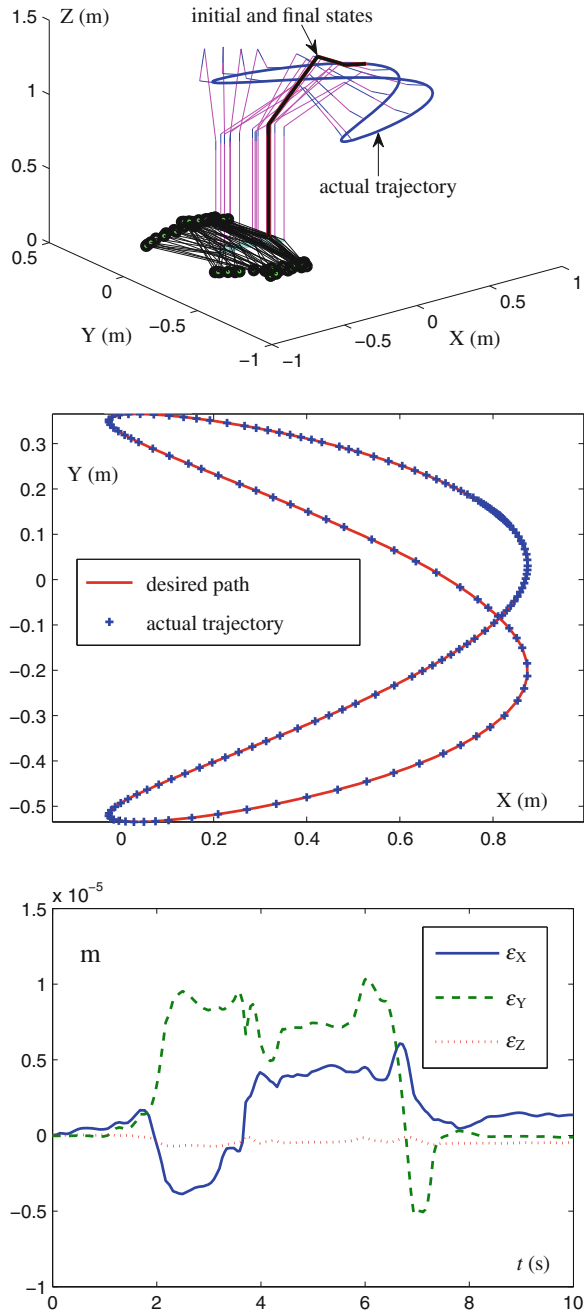 Z (m)
initial and final states
1.5
1
0.5
0
0.5
0
−0.5
−1
Y (m)
actual trajectory
−1
−0.5
0
0.5
1
X (m)
0.3
0.2
0.1
0
−0.1
−0.2
−0.3
−0.4
−0.5
Y (m)
desired path
actual trajectory
X (m)
0
0.2
0.4
0.6
0.8
x 10⁻⁵
1.5
1
0.5
0
−0.5
−1
m
εX
εY
εZ
t (s)
0
2
4
6
8
10